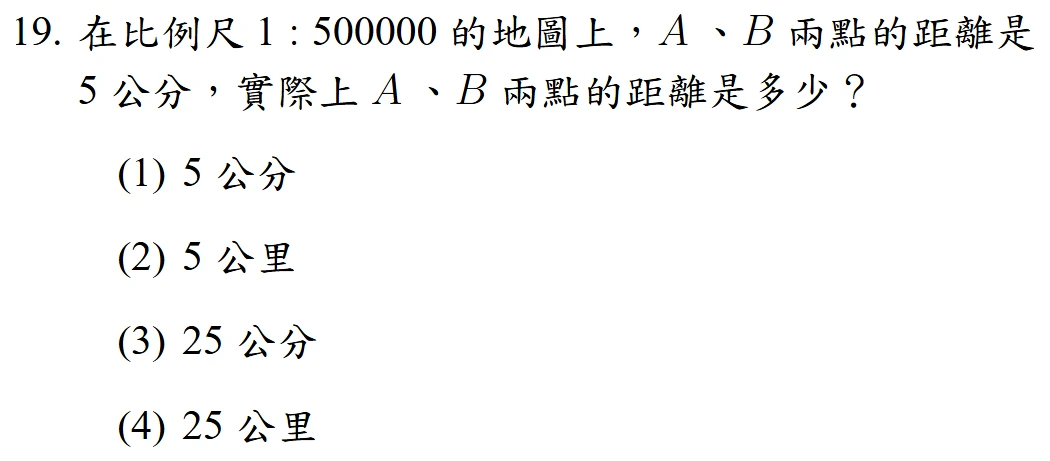 19. 在比例尺 1 : 500000 的地圖上，A、B 兩點的距離是
5 公分，實際上 A、B 兩點的距離是多少？
(1) 5 公分
(2) 5 公里
(3) 25 公分
(4) 25 公里